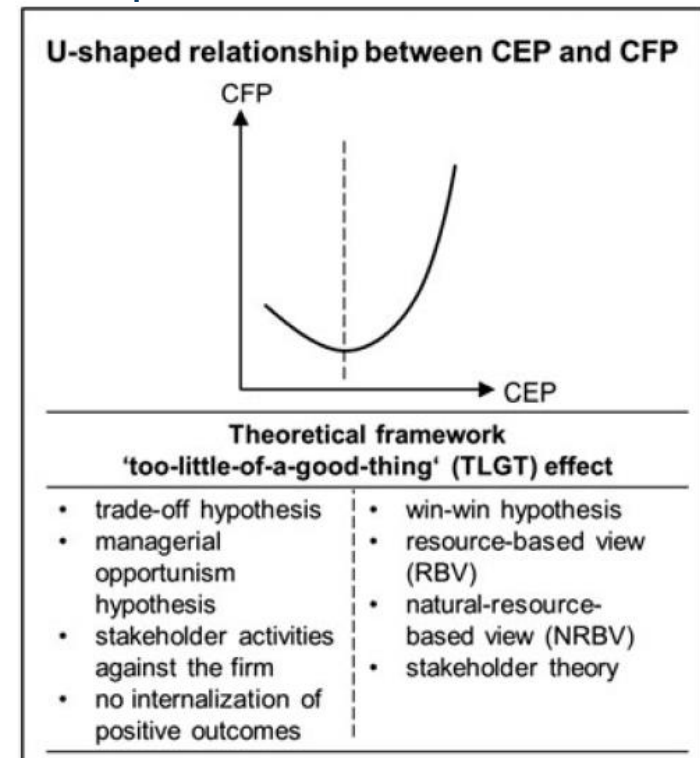 U-shaped relationship between CEP and CFP
CFP
CEP
Theoretical framework
‘too-little-of-a-good-thing‘ (TLGT) effect
• trade-off hypothesis
• managerial
opportunism
hypothesis
• stakeholder activities
against the firm
• no internalization of
positive outcomes
• win-win hypothesis
• resource-based view
(RBV)
• natural-resource-
based view (NRBV)
• stakeholder theory